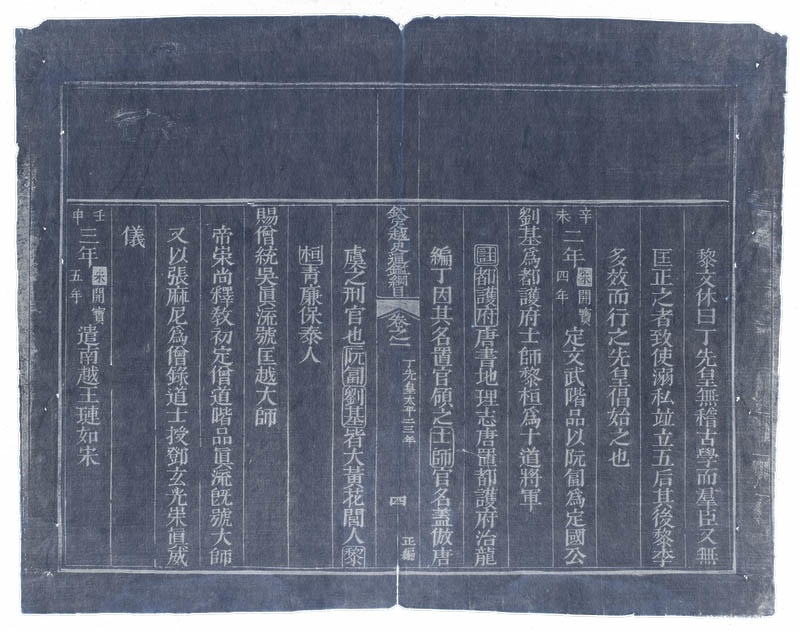 黎文休曰丁先皇無稽古學而羣臣又無
匡正之者致使溺私並立五后其後黎李
多效而行之先皇倡始之也
辛未二年宋開寶四年定文武階品以阮匐爲定國公
劉基爲都護府士師黎桓爲十道將軍
註都護府唐書地理志唐置都護府治龍
編丁因其名置官領之士師官名蓋倣唐
欽定越史通鑑綱目 卷之一 丁先皇太平二三年 四 正編
虞之刑官也阮匐劉基皆大黃花閭人黎
桓青廉保泰人
賜僧統吳眞流號匡越大師
帝崇尚釋敎初定僧道階品眞流旣號大師
又以張麻尼爲僧錄道士授鄧玄光崇眞威
儀
壬申三年宋開寶五年遣南越王璉如宋